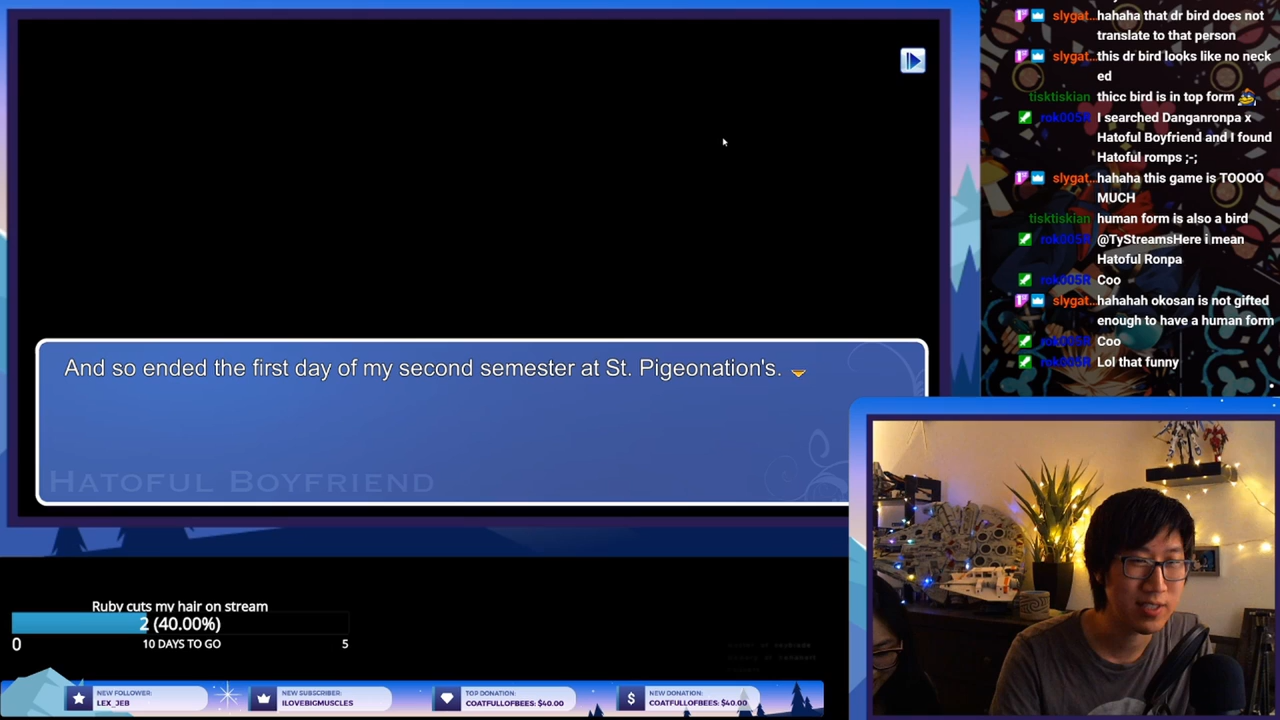 And so ended the first day of my second semester at St. Pigeonation's.
HATOFUL BOYFRIEND
slygat.. hahaha that dr bird does not
translate to that person
slygat.. this dr bird looks like no neck
ed
tisktiskian thicc bird is in top form
rok005R I searched Danganronpa x
Hatoful Boyfriend and I found
Hatoful romps ;-;
slygat.. hahaha this game is TOOOO
MUCH
tisktiskian human form is also a bird
rok005R @TyStreamsHere i mean
Hatoful Ronpa
rok005R Coo
slygat.. hahahah okosan is not gifted
enough to have a human form
rok005R Coo
rok005R Lol that funny
Ruby cuts my hair on stream
2 (40.00%)
0 10 DAYS TO GO 5
NEW FOLLOWER:
LEX_JEB
NEW SUBSCRIBER:
ILOVEBIGMUSCLES
TOP DONATION:
COATFULLOFBEES: $40.00
$
NEW DONATION:
COATFULLOFBEES: $40.00